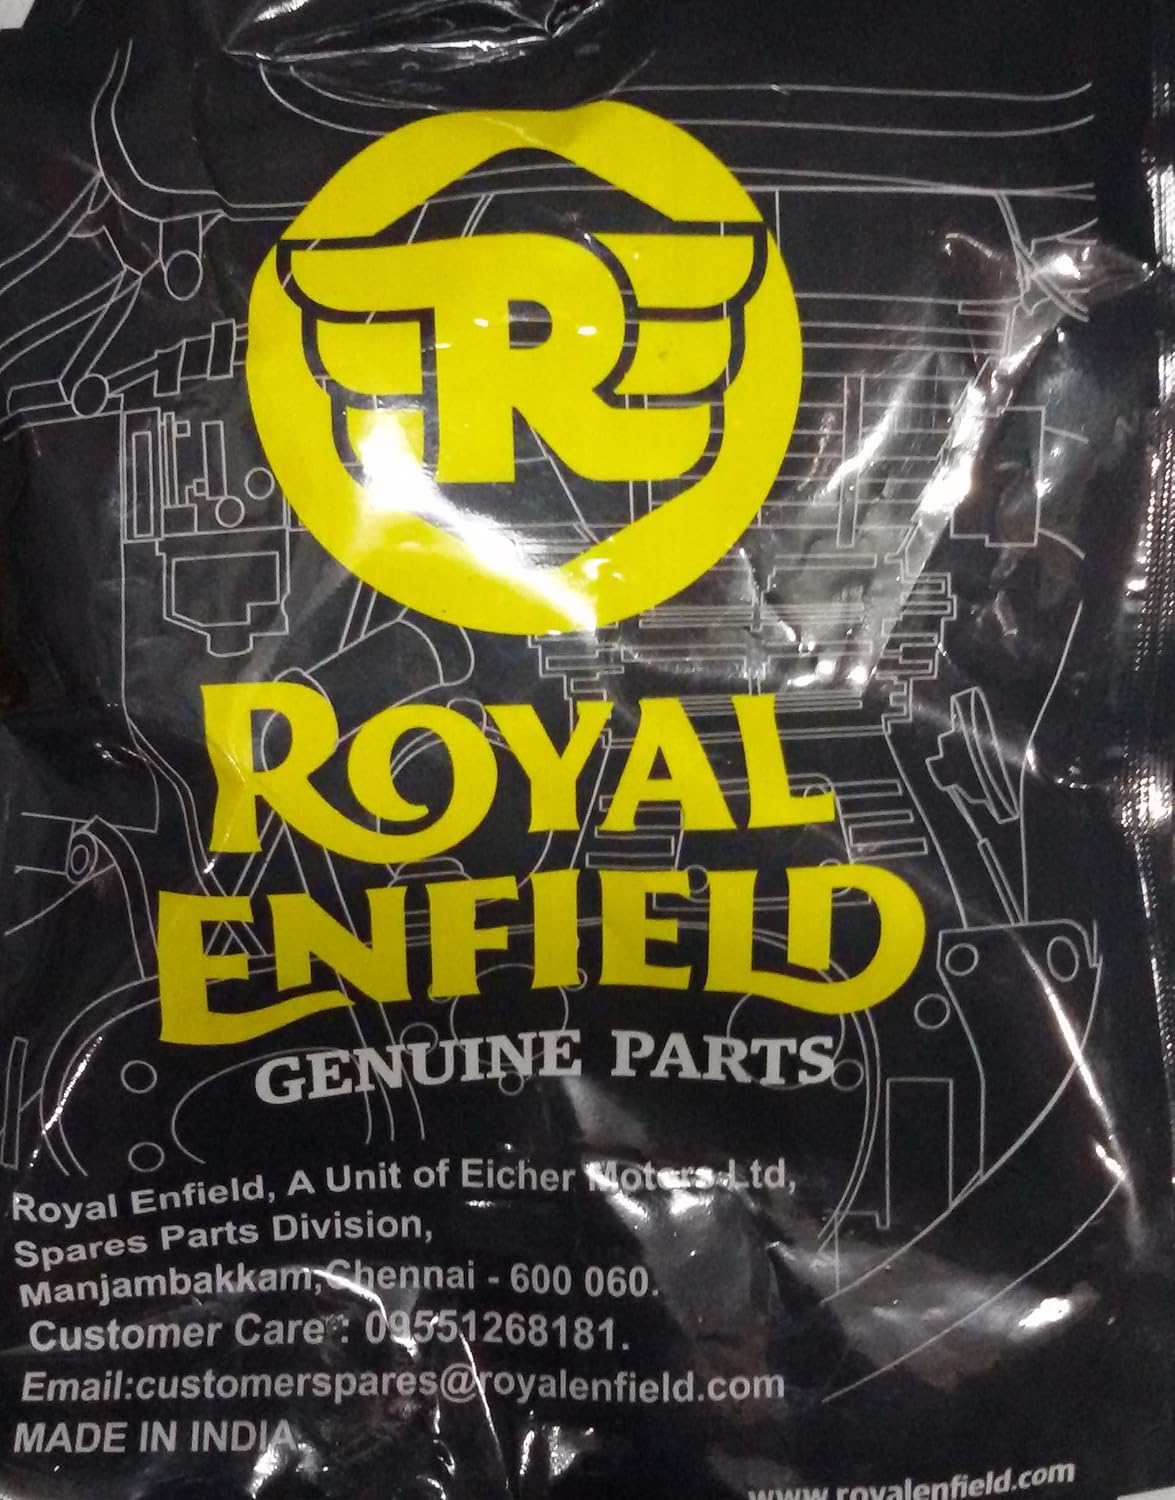 R
ROYAL
ENFIELD
GENUINE PARTS
Royal Enfield, A Unit of Eicher Motors Ltd,
Spares Parts Division,
Manjambakkam, Chennai - 600 060.
Customer Care : 09551268181.
Email:customerspares@royalenfield.com
MADE IN INDIA.
www.royalenfield.com